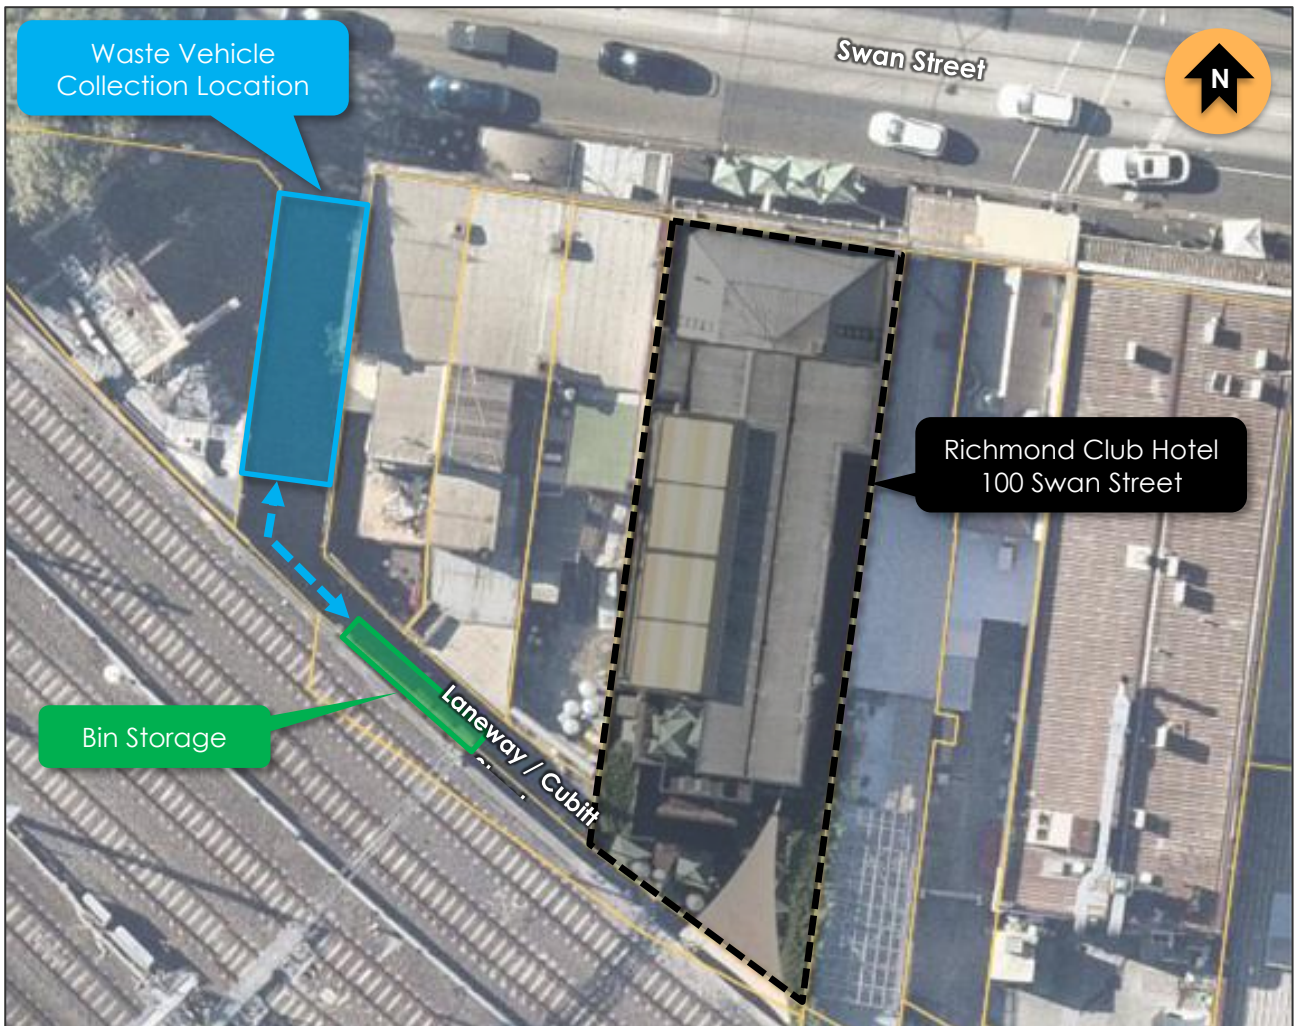 Waste Vehicle
Collection Location
Swan Street
N
Richmond Club Hotel
100 Swan Street
Bin Storage
Laneway / Cubitt